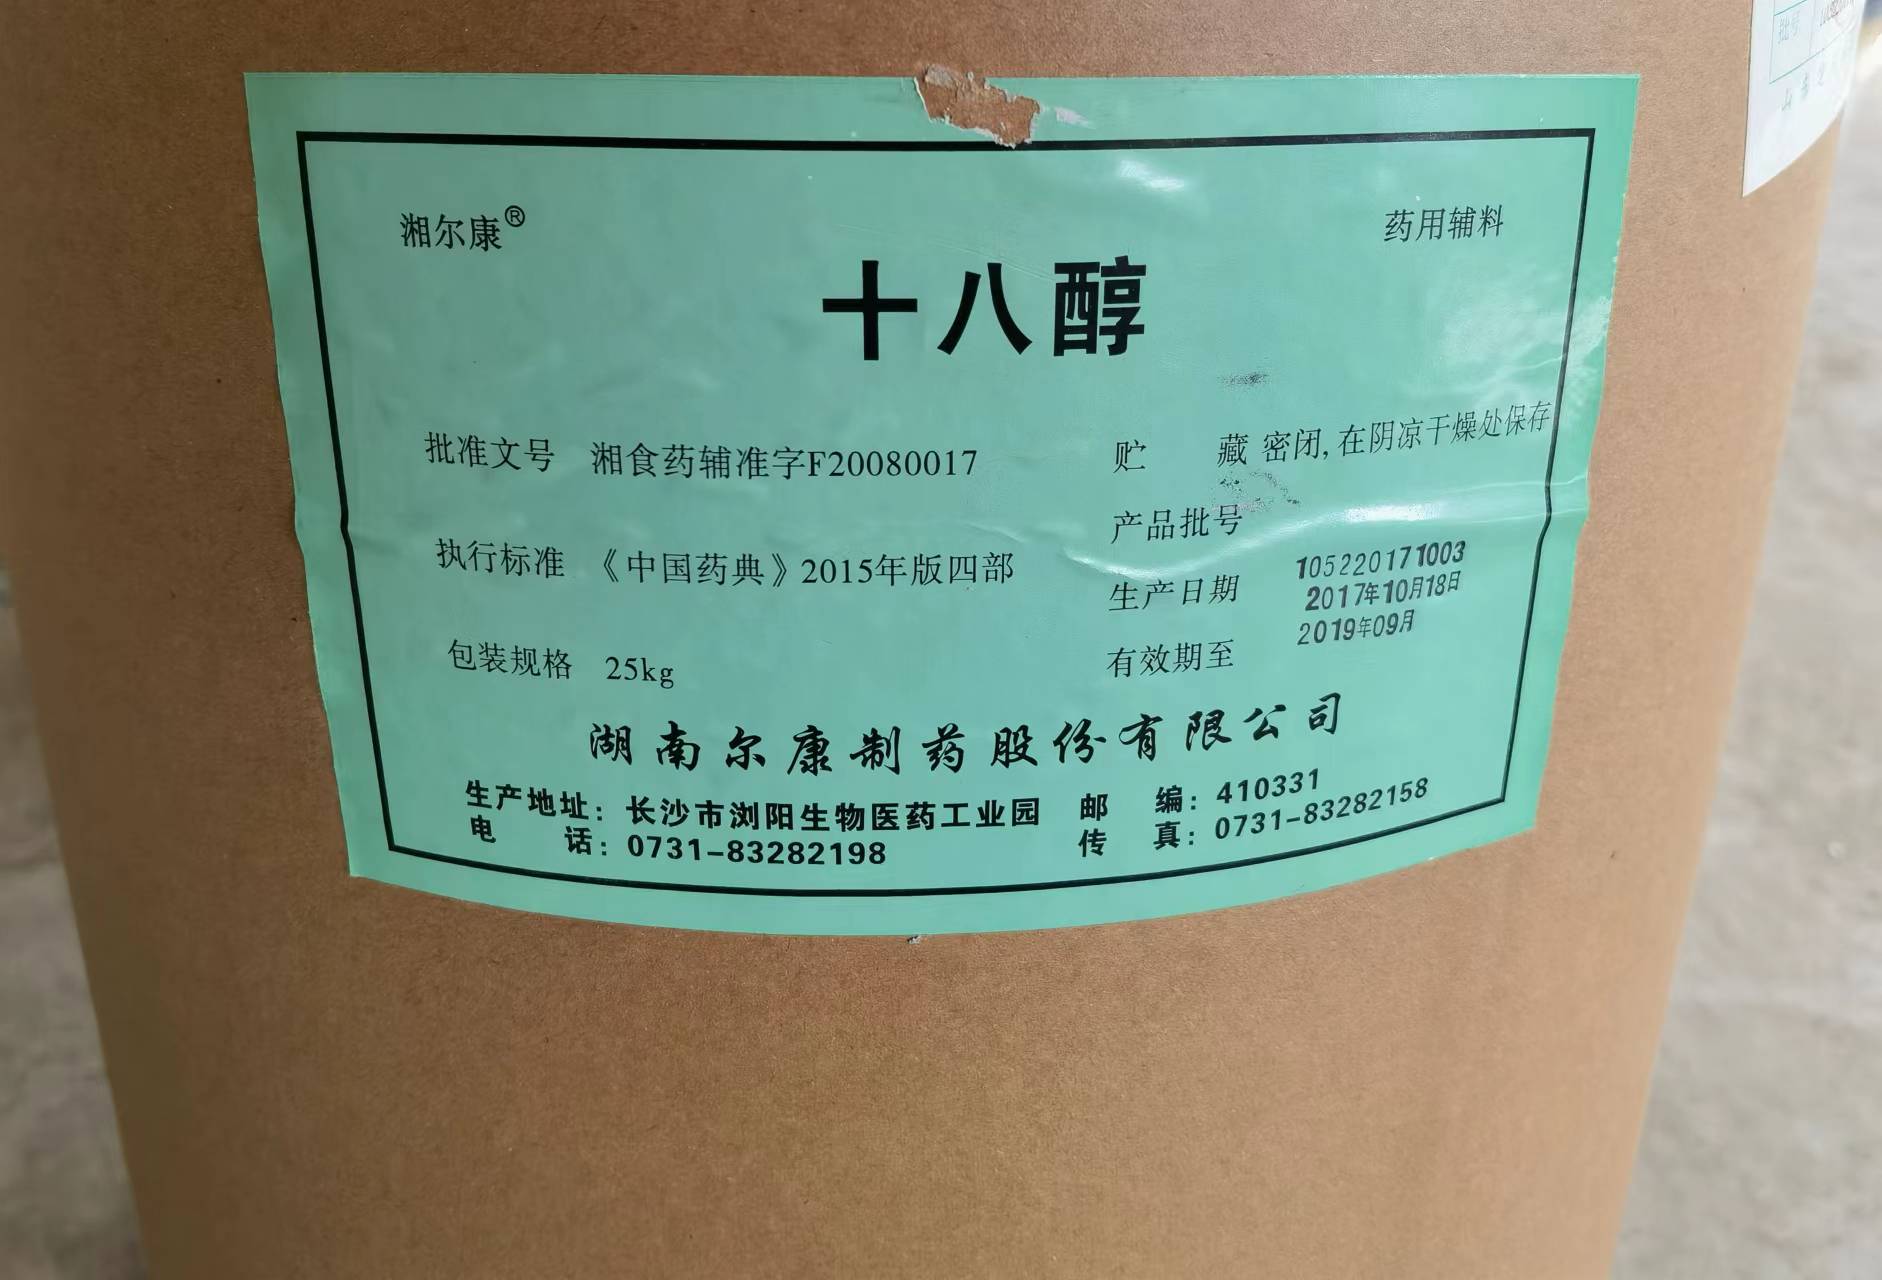 湘尔康®
药用辅料
十八醇
批准文号 湘食药辅准字F20080017
贮 藏 密闭,在阴凉干燥处保存
产品批号 105220171003
执行标准 《中国药典》2015年版四部
生产日期 2017年10月18日
包装规格 25kg
有效期至 2019年09月
湖南尔康制药股份有限公司
生产地址: 长沙市浏阳生物医药工业园 邮 编: 410331
电 话: 0731-83282198 传 真: 0731-83282158
批号